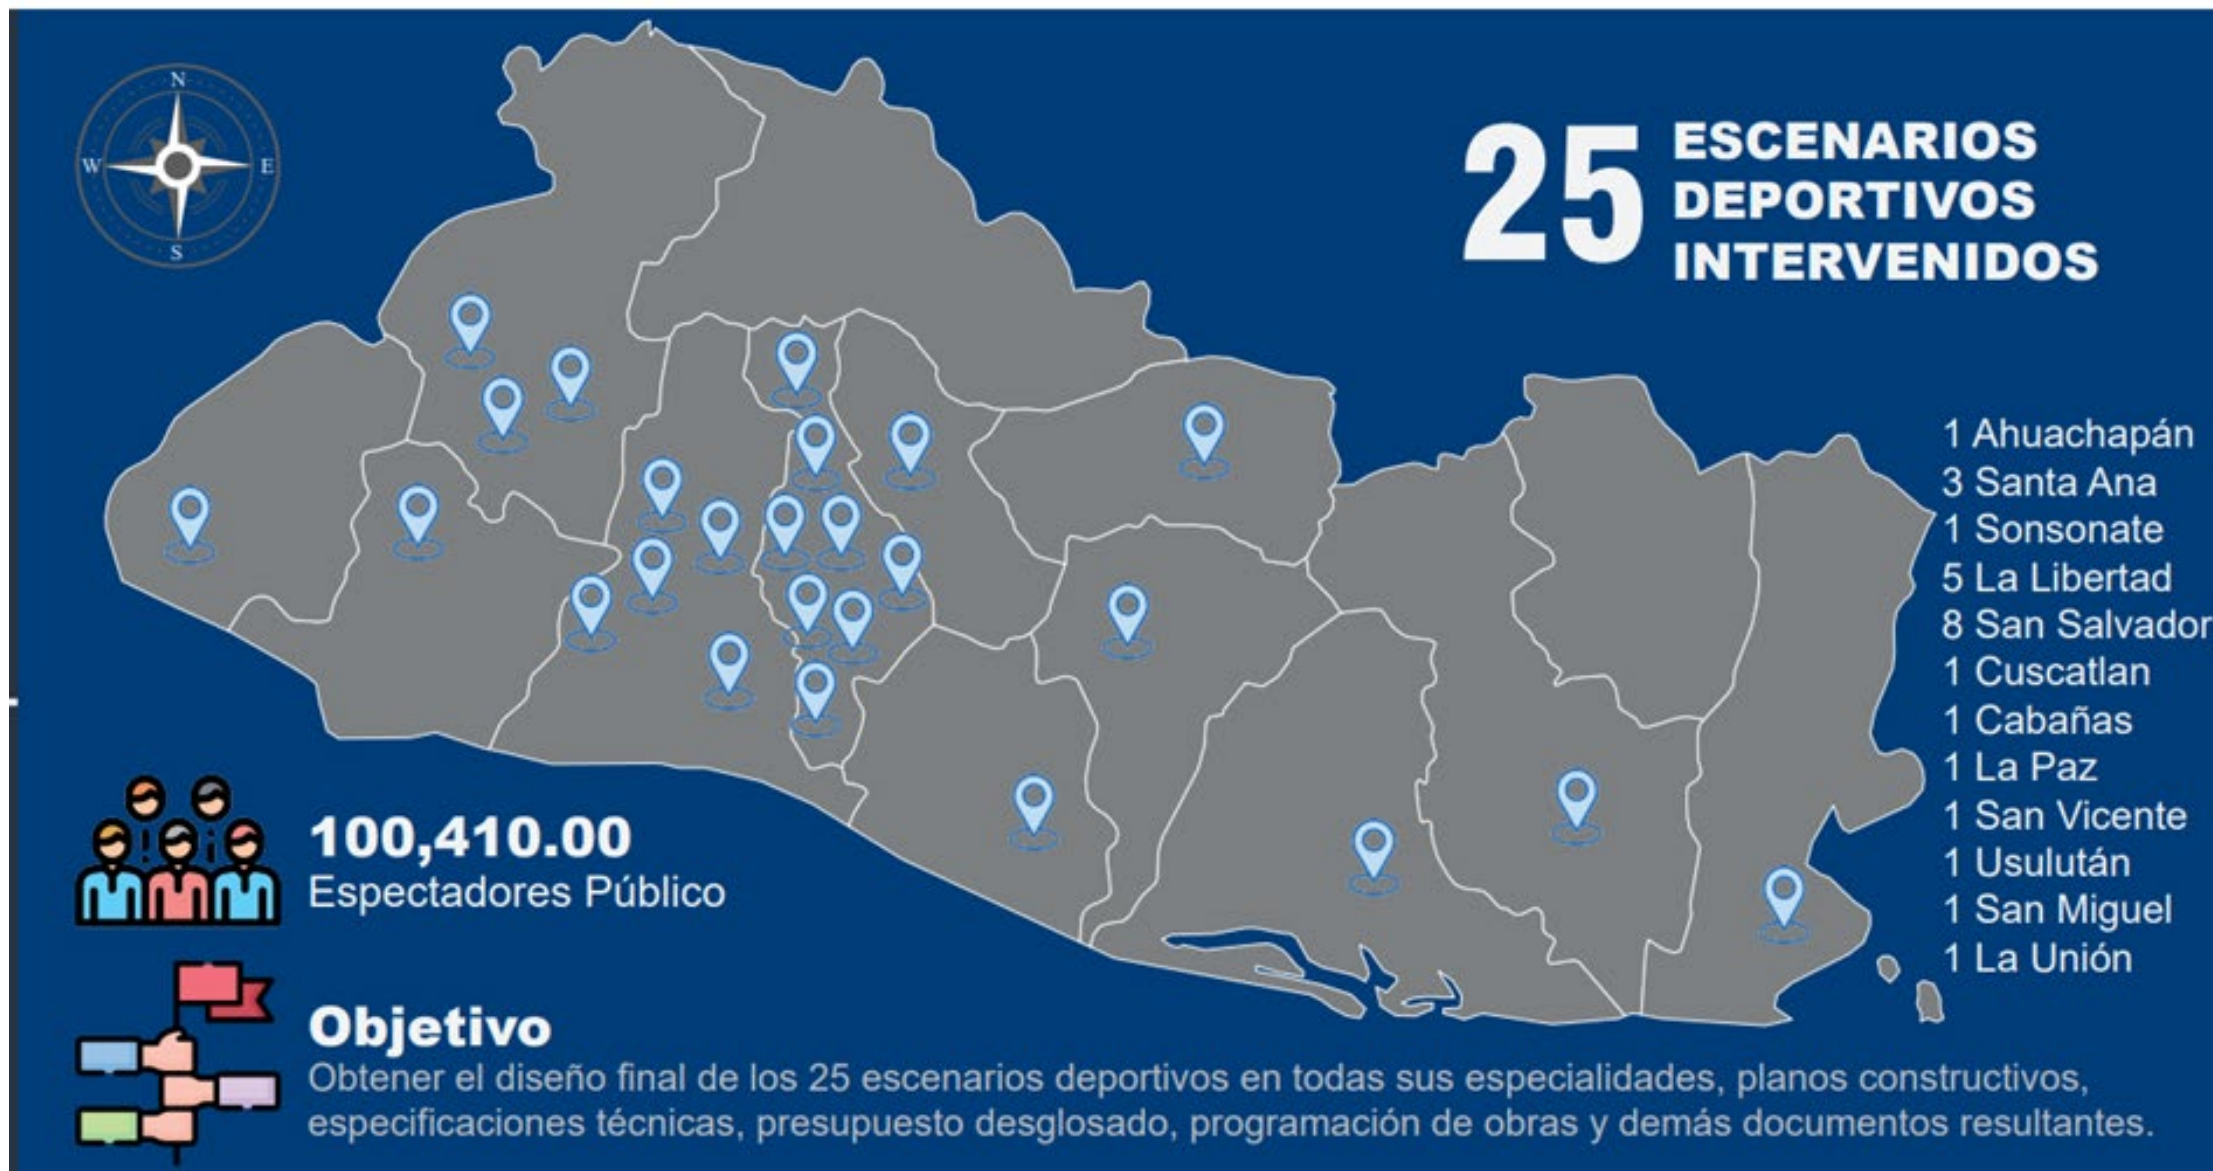 N
W
E
S
25
ESCENARIOS
DEPORTIVOS
INTERVENIDOS
1 Ahuachapán
3 Santa Ana
1 Sonsonate
5 La Libertad
8 San Salvador
1 Cuscatlan
1 Cabañas
1 La Paz
1 San Vicente
1 Usulután
1 San Miguel
1 La Unión
100,410.00
Espectadores Público
Objetivo
Obtener el diseño final de los 25 escenarios deportivos en todas sus especialidades, planos constructivos,
especificaciones técnicas, presupuesto desglosado, programación de obras y demás documentos resultantes.